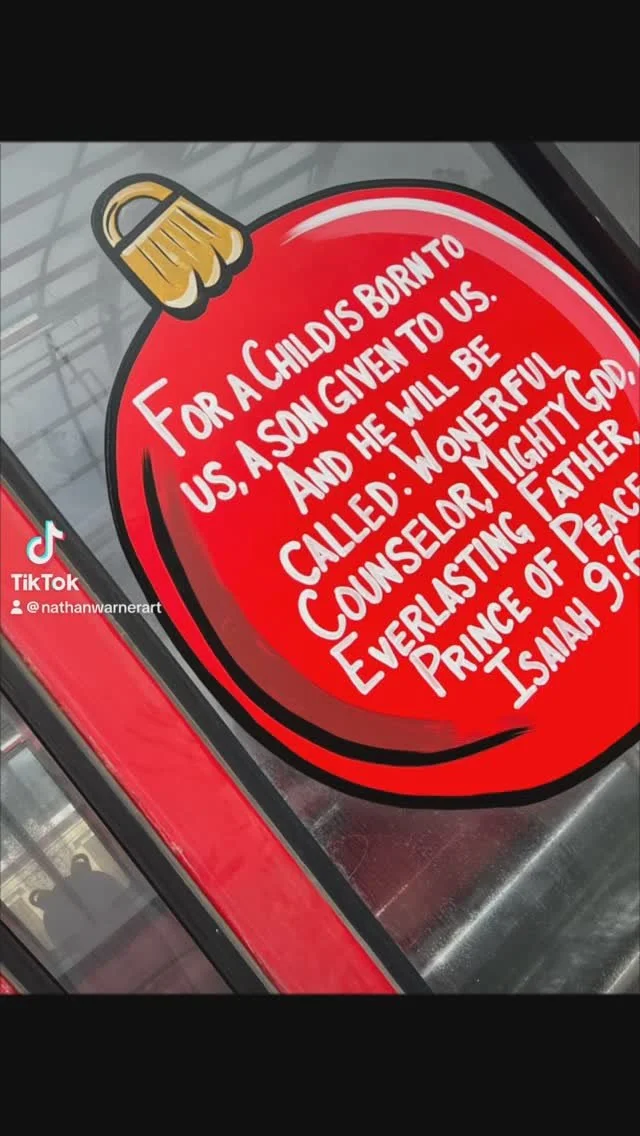 FOR A CHILD IS BORN TO
US, A SON GIVEN TO US.
AND HE WILL BE
CALLED: WONERFUL
COUNSELOR, MIGHTY GOD,
EVERLASTING FATHER,
PRINCE OF PEACE
ISAIAH 9:6
TikTok
@nathanwarnerart